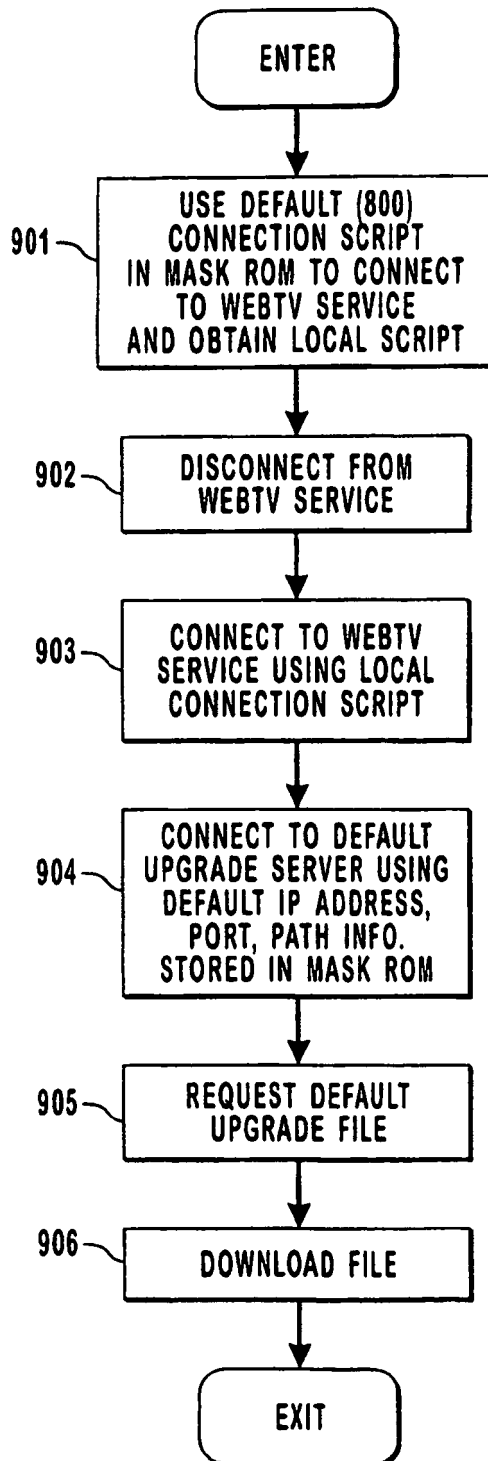 ENTER
901
USE DEFAULT (800)
CONNECTION SCRIPT
IN MASK ROM TO CONNECT
TO WEBTV SERVICE
AND OBTAIN LOCAL SCRIPT
902
DISCONNECT FROM
WEBTV SERVICE
903
CONNECT TO WEBTV
SERVICE USING LOCAL
CONNECTION SCRIPT
904
CONNECT TO DEFAULT
UPGRADE SERVER USING
DEFAULT IP ADDRESS,
PORT, PATH INFO.
STORED IN MASK ROM
905
REQUEST DEFAULT
UPGRADE FILE
906
DOWNLOAD FILE
EXIT